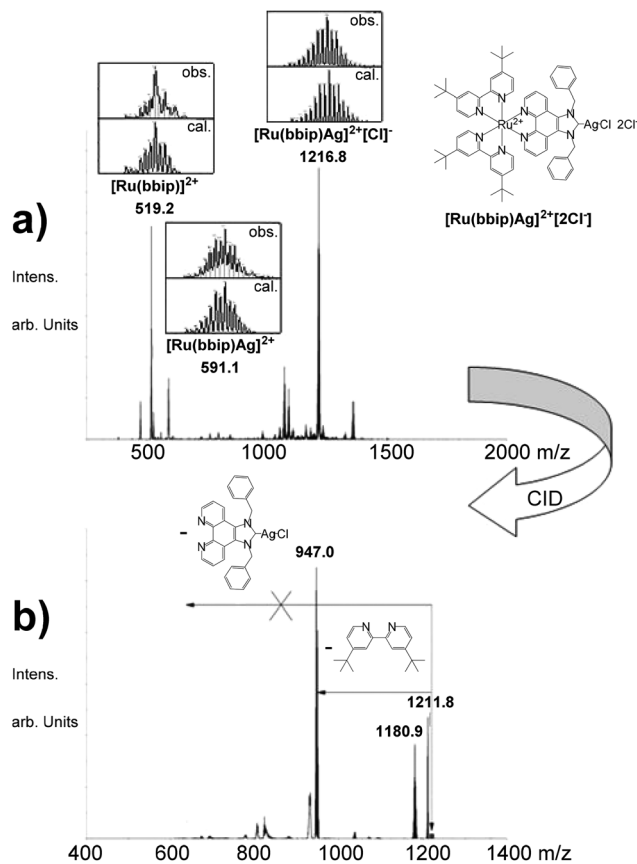 obs.
cal.
[Ru(bbip)Ag]²⁺[Cl]⁻
1216.8
obs.
cal.
[Ru(bbip)]²⁺
519.2
N N N N N N Ru²⁺ N N AgCl 2Cl⁻
[Ru(bbip)Ag]²⁺[2Cl⁻]
a)
obs.
cal.
[Ru(bbip)Ag]²⁺
591.1
Intens.
arb. Units
500 1000 1500 2000 m/z
CID
- N N N N Ag·Cl
947.0
b)
- N N
Intens.
1211.8
arb. Units
1180.9
400 600 800 1000 1200 1400 m/z